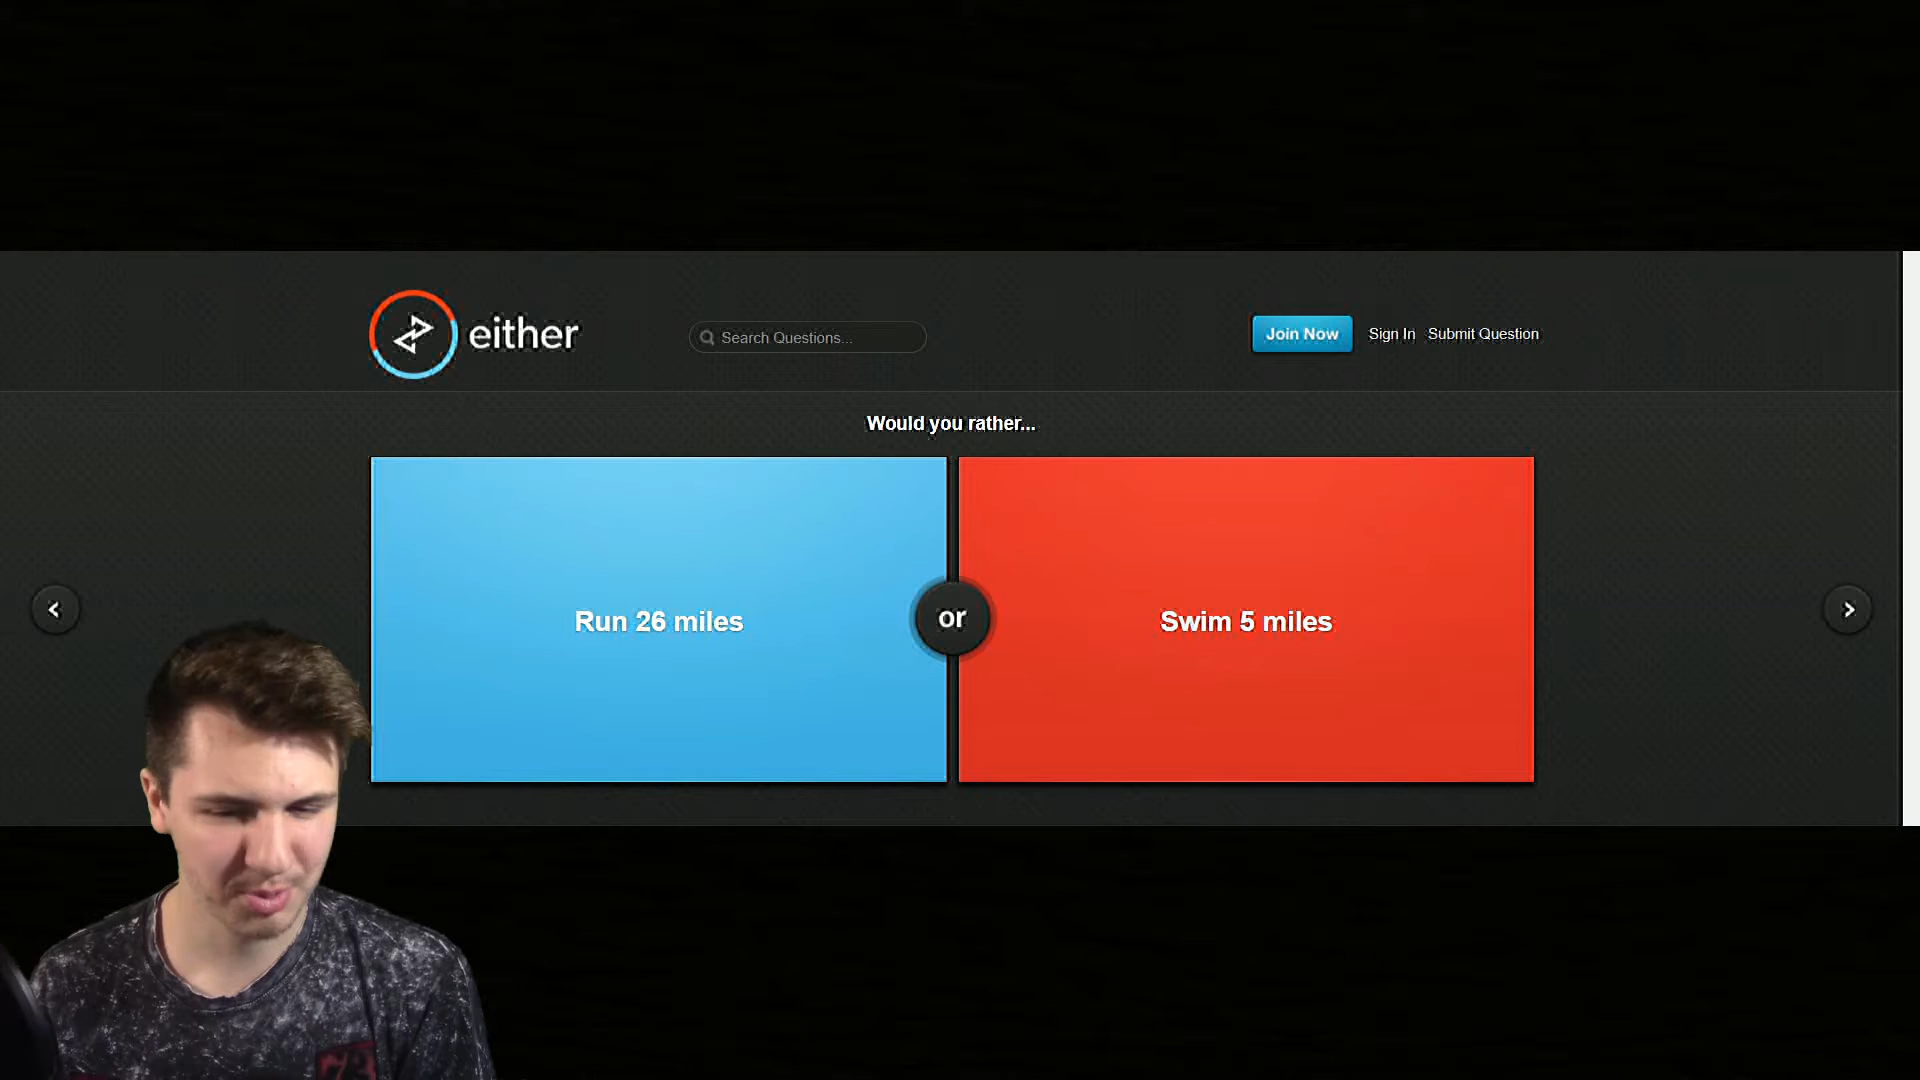 either
Search Questions...
Join Now
Sign In
Submit Question
Would you rather...
Run 26 miles
or
Swim 5 miles
73